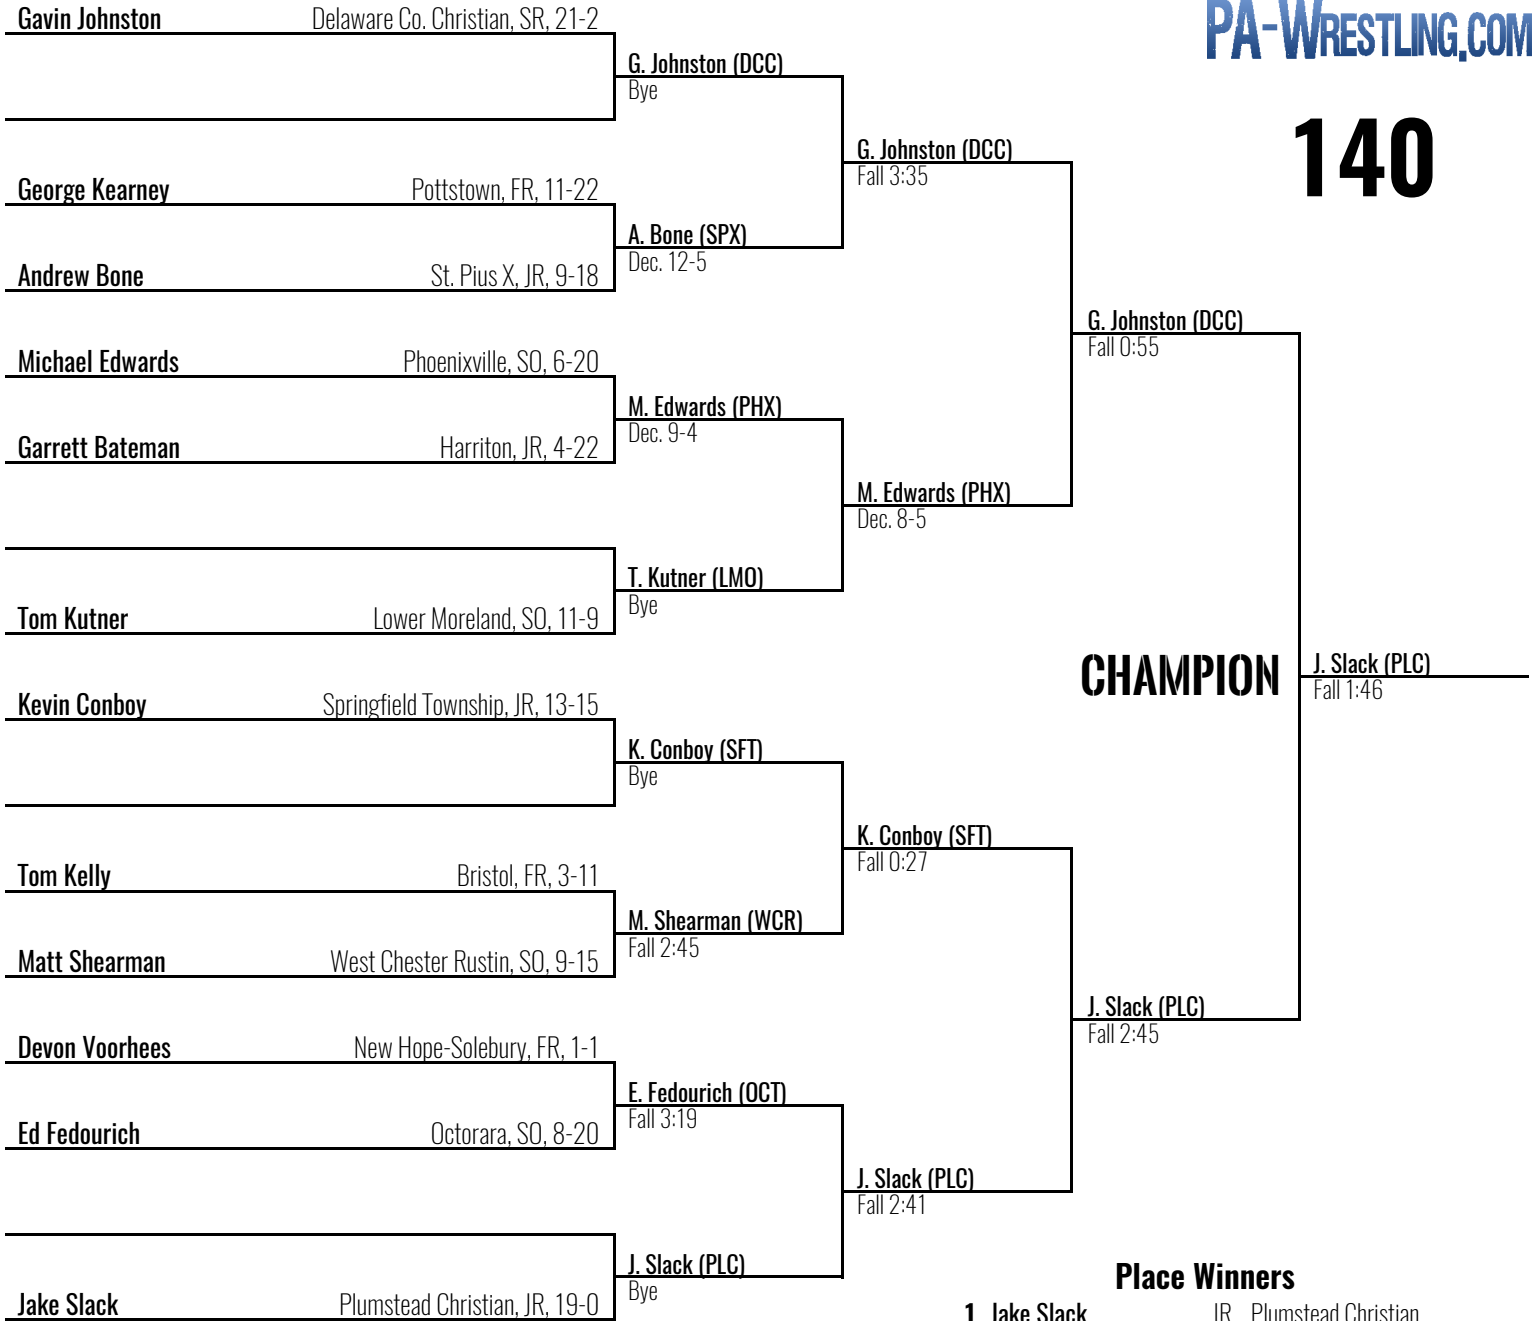 Gavin Johnston Delaware Co. Christian, SR, 21-2
PA-WRESTLING.COM
G. Johnston (DCC)
Bye
140
G. Johnston (DCC)
Fall 3:35
George Kearney Pottstown, FR, 11-22
A. Bone (SPX)
Dec. 12-5
Andrew Bone St. Pius X, JR, 9-18
G. Johnston (DCC)
Fall 0:55
Michael Edwards Phoenixville, SO, 6-20
M. Edwards (PHX)
Dec. 9-4
Garrett Bateman Harriton, JR, 4-22
M. Edwards (PHX)
Dec. 8-5
T. Kutner (LMO)
Bye
Tom Kutner Lower Moreland, SO, 11-9
CHAMPION
J. Slack (PLC)
Fall 1:46
Kevin Conboy Springfield Township, JR, 13-15
K. Conboy (SFT)
Bye
K. Conboy (SFT)
Fall 0:27
Tom Kelly Bristol, FR, 3-11
M. Shearman (WCR)
Fall 2:45
Matt Shearman West Chester Rustin, SO, 9-15
J. Slack (PLC)
Fall 2:45
Devon Voorhees New Hope-Solebury, FR, 1-1
E. Fedourich (OCT)
Fall 3:19
Ed Fedourich Octorara, SO, 8-20
J. Slack (PLC)
Fall 2:41
J. Slack (PLC)
Bye
Jake Slack Plumstead Christian, JR, 19-0
Place Winners
1 Jake Slack JR Plumstead Christian